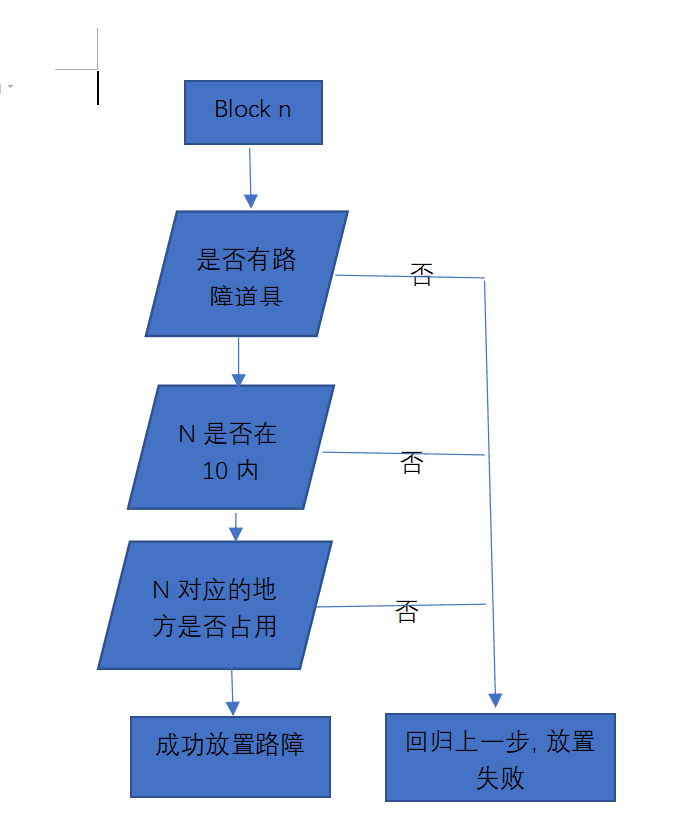 Block n
是否有路
障道具
否
N 是否在
10 内
否
N 对应的地
方是否占用
否
成功放置路障
回归上一步, 放置
失败